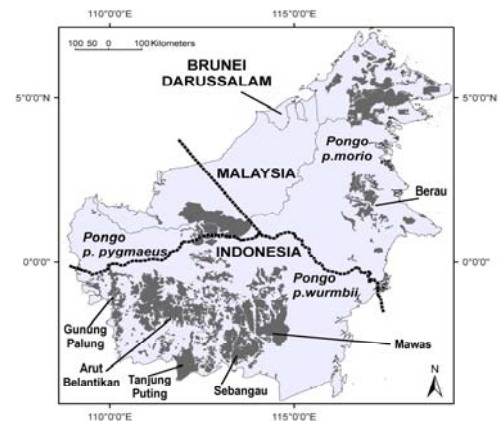 110°0'0"E 115°0'0"E
100 50 0 100 Kilometers
BRUNEI
DARUSSALAM
5°0'0"N 5°0'0"N
Pongo
p.morio
MALAYSIA
Berau
Pongo
p. pygmaeus
INDONESIA
0°0'0" 0°0'0"
Pongo
p.wurmbii
Gunung
Palung
Mawas
Arut
Belantikan
Tanjung
Puting
Sebangau
N
110°0'0"E 115°0'0"E